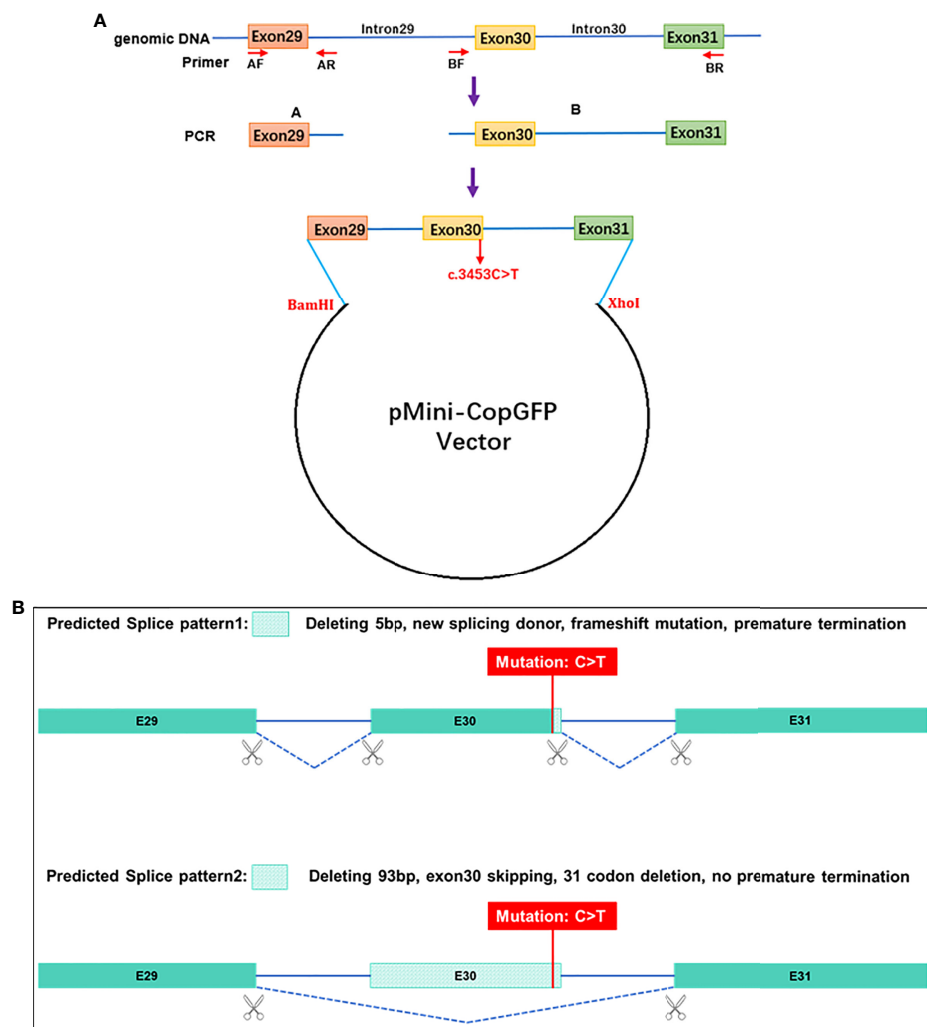 A
genomic DNA
Exon29
Intron29
Exon30
Intron30
Exon31
Primer
AF
AR
BF
BR
PCR
A
Exon29
B
Exon30
Exon31
Exon29
Exon30
Exon31
c.3453C>T
BamHI
XhoI
pMini-CopGFP
Vector
B
Predicted Splice pattern1:
Deleting 5bp, new splicing donor, frameshift mutation, premature termination
Mutation: C>T
E29
E30
E31
Predicted Splice pattern2:
Deleting 93bp, exon30 skipping, 31 codon deletion, no premature termination
Mutation: C>T
E29
E30
E31